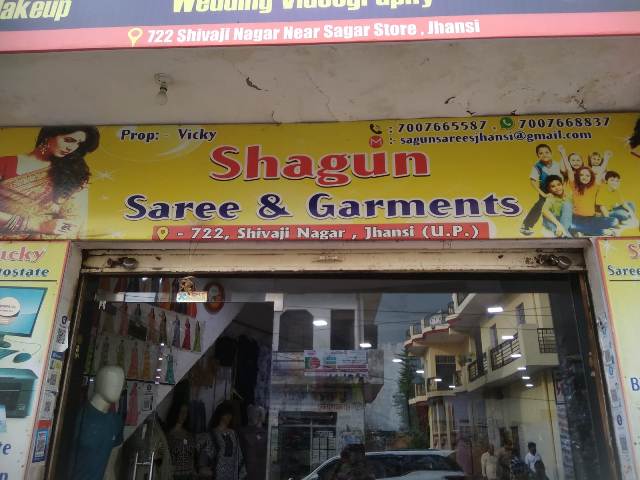 Makeup
Wedding Videography
722 Shivaji Nagar Near Sagar Store , Jhansi
Prop: - Vicky
: 7007665587 , 7007668837
: sagunsareesjhansi@gmail.com
Shagun
Saree & Garments
- 722, Shivaji Nagar , Jhansi (U.P.)